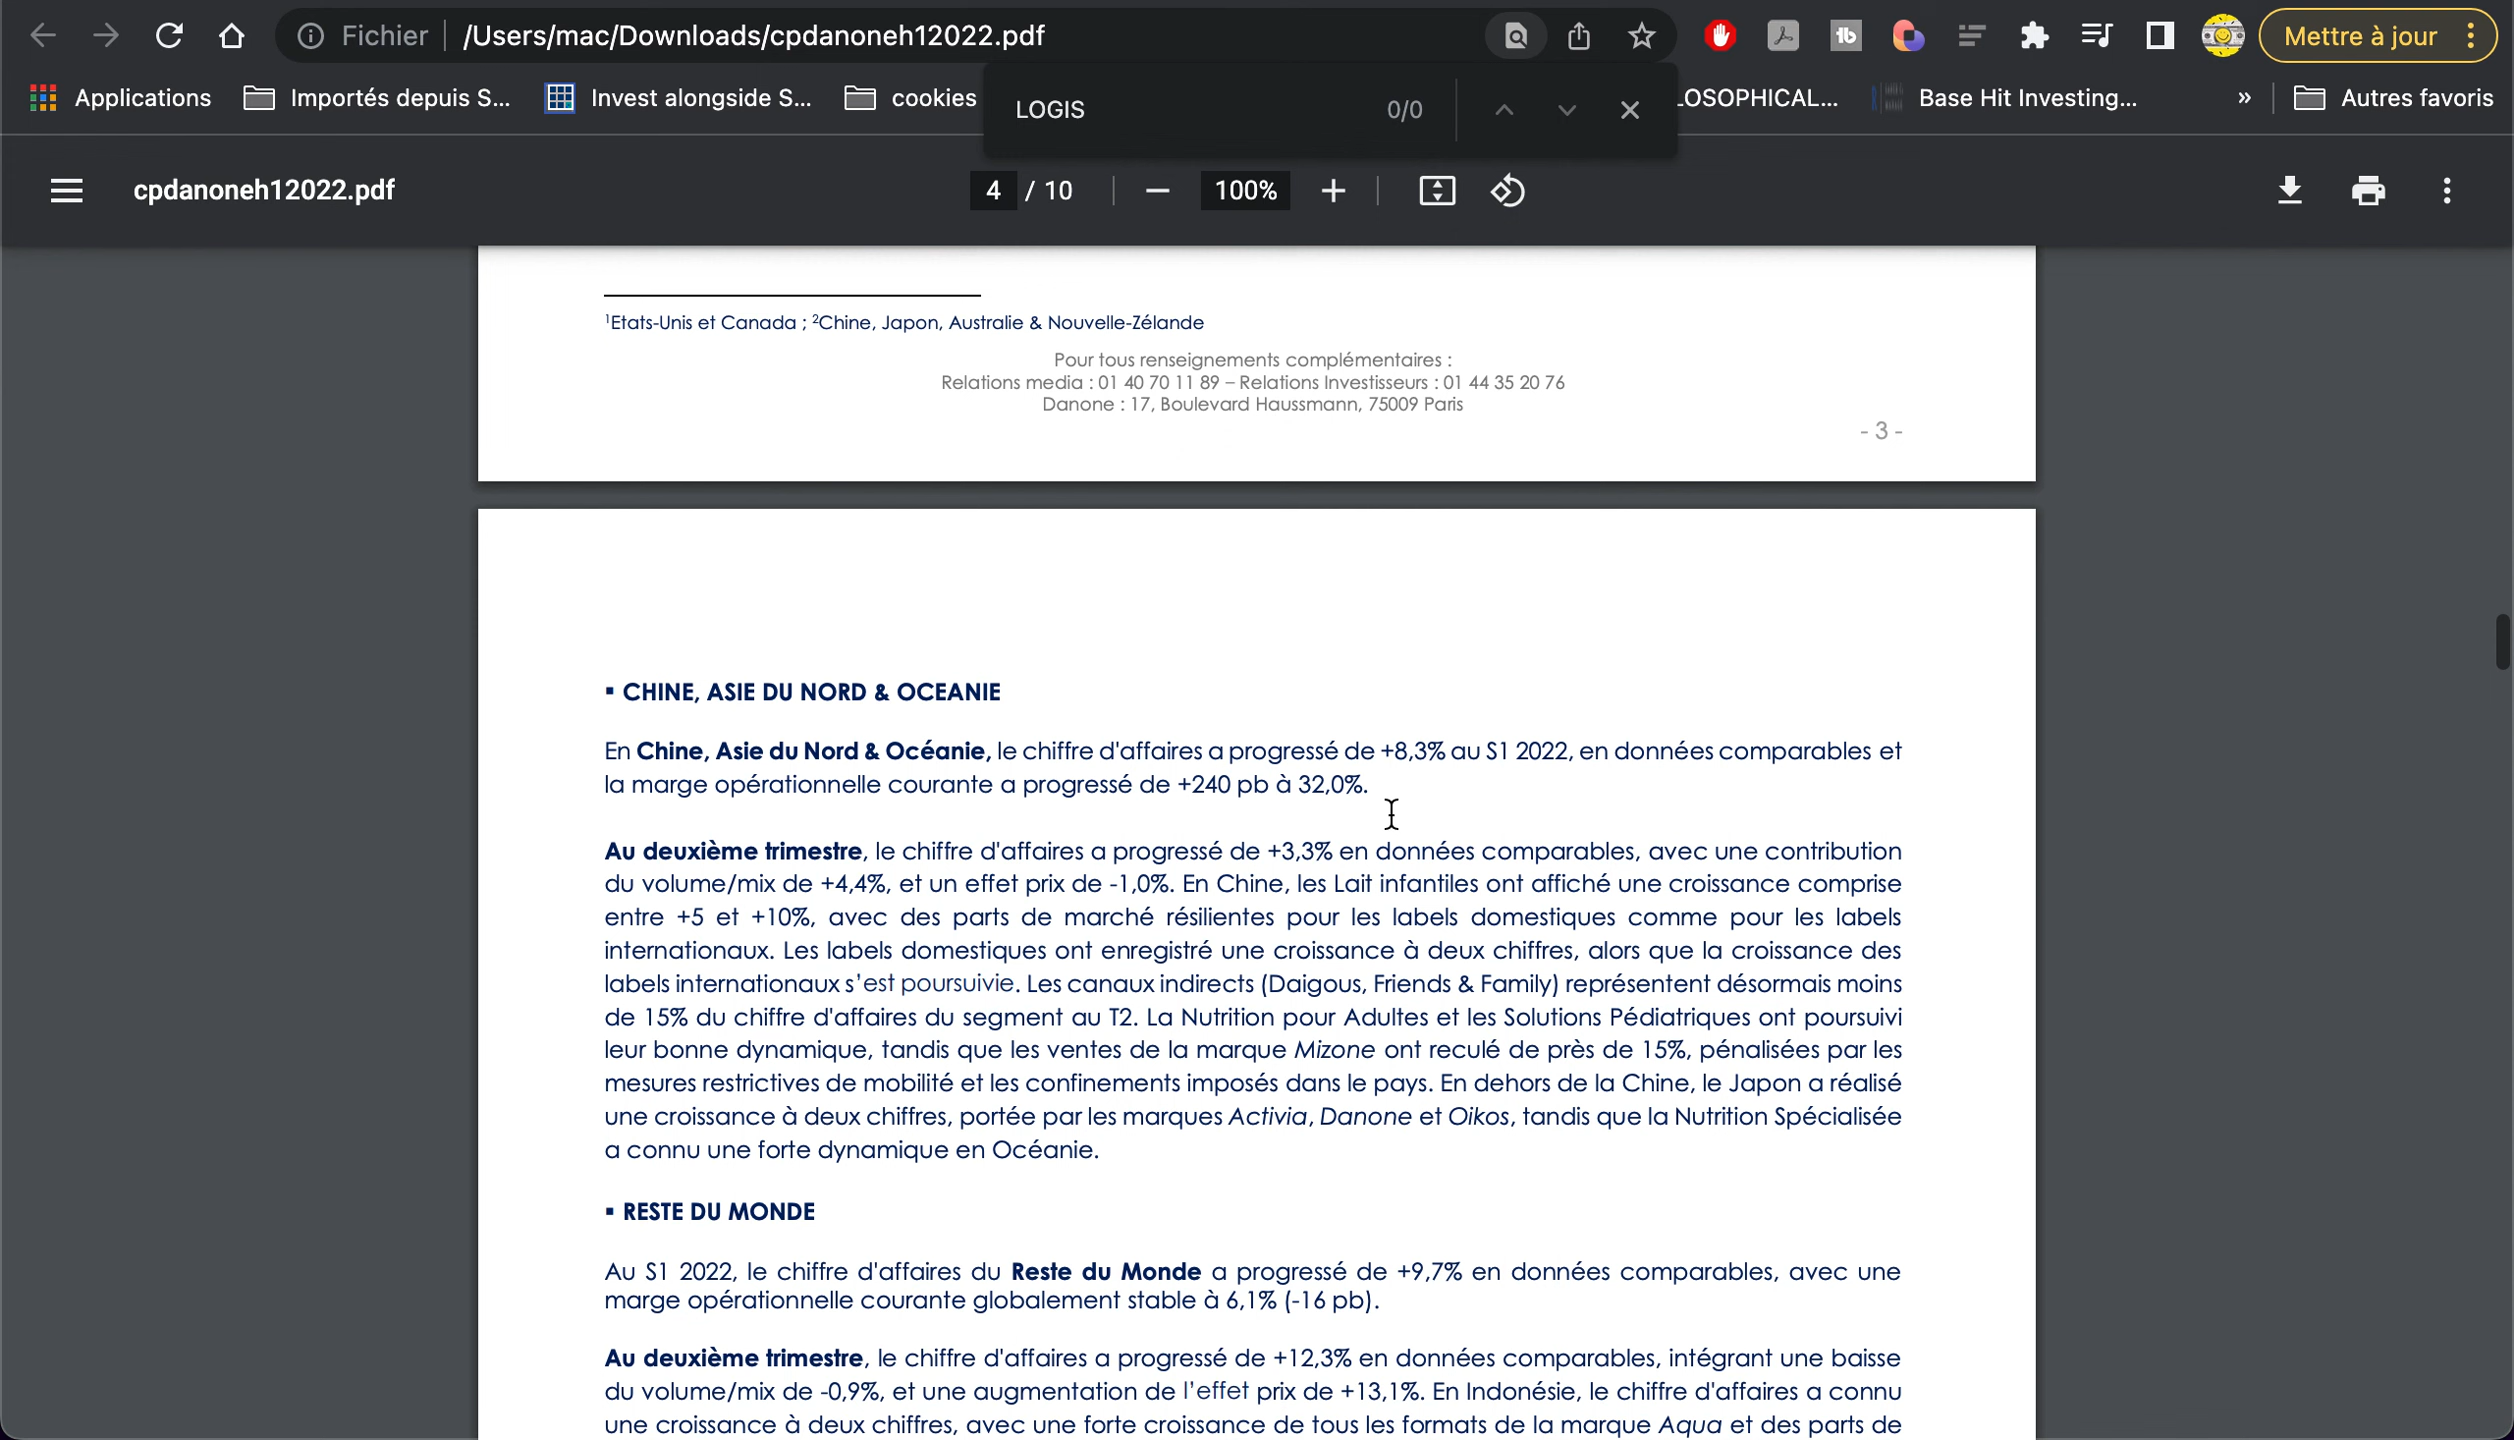 Fichier /Users/mac/Downloads/cpdanoneh12022.pdf Mettre à jour
Applications Importés depuis S... Invest alongside S... cookies LOSOPHICAL... Base Hit Investing... » Autres favoris
LOGIS 0/0
cpdanoneh12022.pdf 4 / 10 100%
¹Etats-Unis et Canada ; ²Chine, Japon, Australie & Nouvelle-Zélande
Pour tous renseignements complémentaires :
Relations media : 01 40 70 11 89 – Relations Investisseurs : 01 44 35 20 76
Danone : 17, Boulevard Haussmann, 75009 Paris
- 3 -
▪ CHINE, ASIE DU NORD & OCEANIE
En Chine, Asie du Nord & Océanie, le chiffre d'affaires a progressé de +8,3% au S1 2022, en données comparables et
la marge opérationnelle courante a progressé de +240 pb à 32,0%.
Au deuxième trimestre, le chiffre d'affaires a progressé de +3,3% en données comparables, avec une contribution
du volume/mix de +4,4%, et un effet prix de -1,0%. En Chine, les Lait infantiles ont affiché une croissance comprise
entre +5 et +10%, avec des parts de marché résilientes pour les labels domestiques comme pour les labels
internationaux. Les labels domestiques ont enregistré une croissance à deux chiffres, alors que la croissance des
labels internationaux s’est poursuivie. Les canaux indirects (Daigous, Friends & Family) représentent désormais moins
de 15% du chiffre d'affaires du segment au T2. La Nutrition pour Adultes et les Solutions Pédiatriques ont poursuivi
leur bonne dynamique, tandis que les ventes de la marque Mizone ont reculé de près de 15%, pénalisées par les
mesures restrictives de mobilité et les confinements imposés dans le pays. En dehors de la Chine, le Japon a réalisé
une croissance à deux chiffres, portée par les marques Activia, Danone et Oikos, tandis que la Nutrition Spécialisée
a connu une forte dynamique en Océanie.
▪ RESTE DU MONDE
Au S1 2022, le chiffre d'affaires du Reste du Monde a progressé de +9,7% en données comparables, avec une
marge opérationnelle courante globalement stable à 6,1% (-16 pb).
Au deuxième trimestre, le chiffre d'affaires a progressé de +12,3% en données comparables, intégrant une baisse
du volume/mix de -0,9%, et une augmentation de l’effet prix de +13,1%. En Indonésie, le chiffre d'affaires a connu
une croissance à deux chiffres, avec une forte croissance de tous les formats de la marque Aqua et des parts de